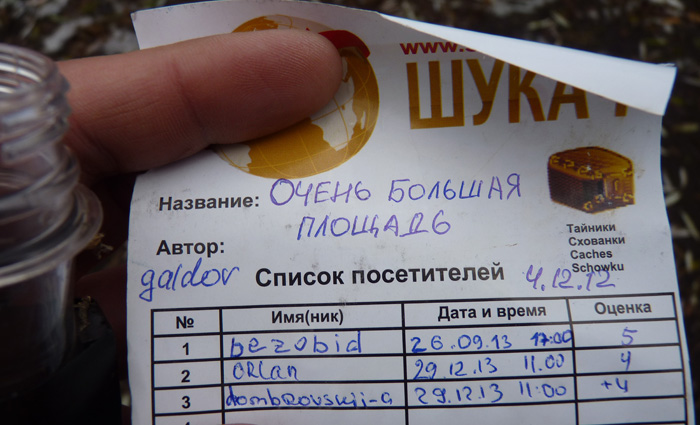 www.
ШУКА
Название: ОЧЕНЬ БОЛЬШАЯ
ПЛОЩАДЬ
Тайники
Схованки
Caches
Schowku
Автор:
galdor
Список посетителей
4.12.12
№ Имя(ник) Дата и время Оценка
1 bezobid 26.09.13 17:00 5
2 ORLan 29.12.13 11.00 4
3 dombrovskij-a 29.12.13 11:00 +4